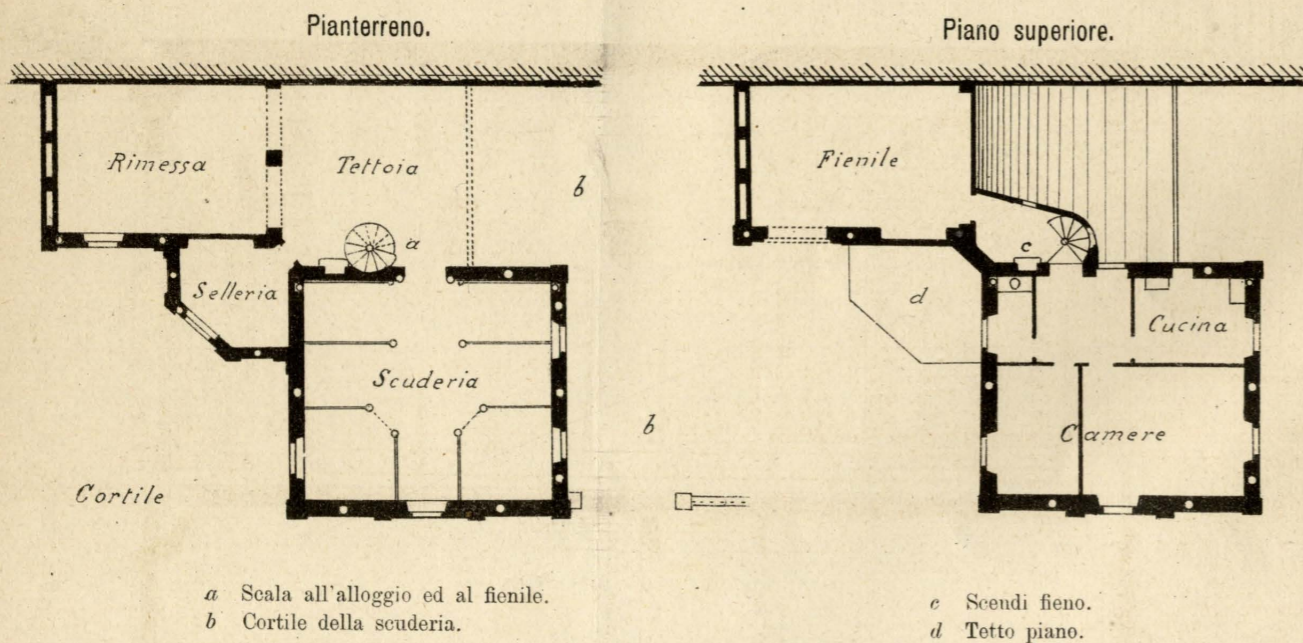 Pianterreno.
Rimessa
Tettoia
b
a
Selleria
Scuderia
b
Cortile
a Scala all'alloggio ed al fienile.
b Cortile della scuderia.
Piano superiore.
Fienile
c
d
Cucina
Camere
c Scendi fieno.
d Tetto piano.